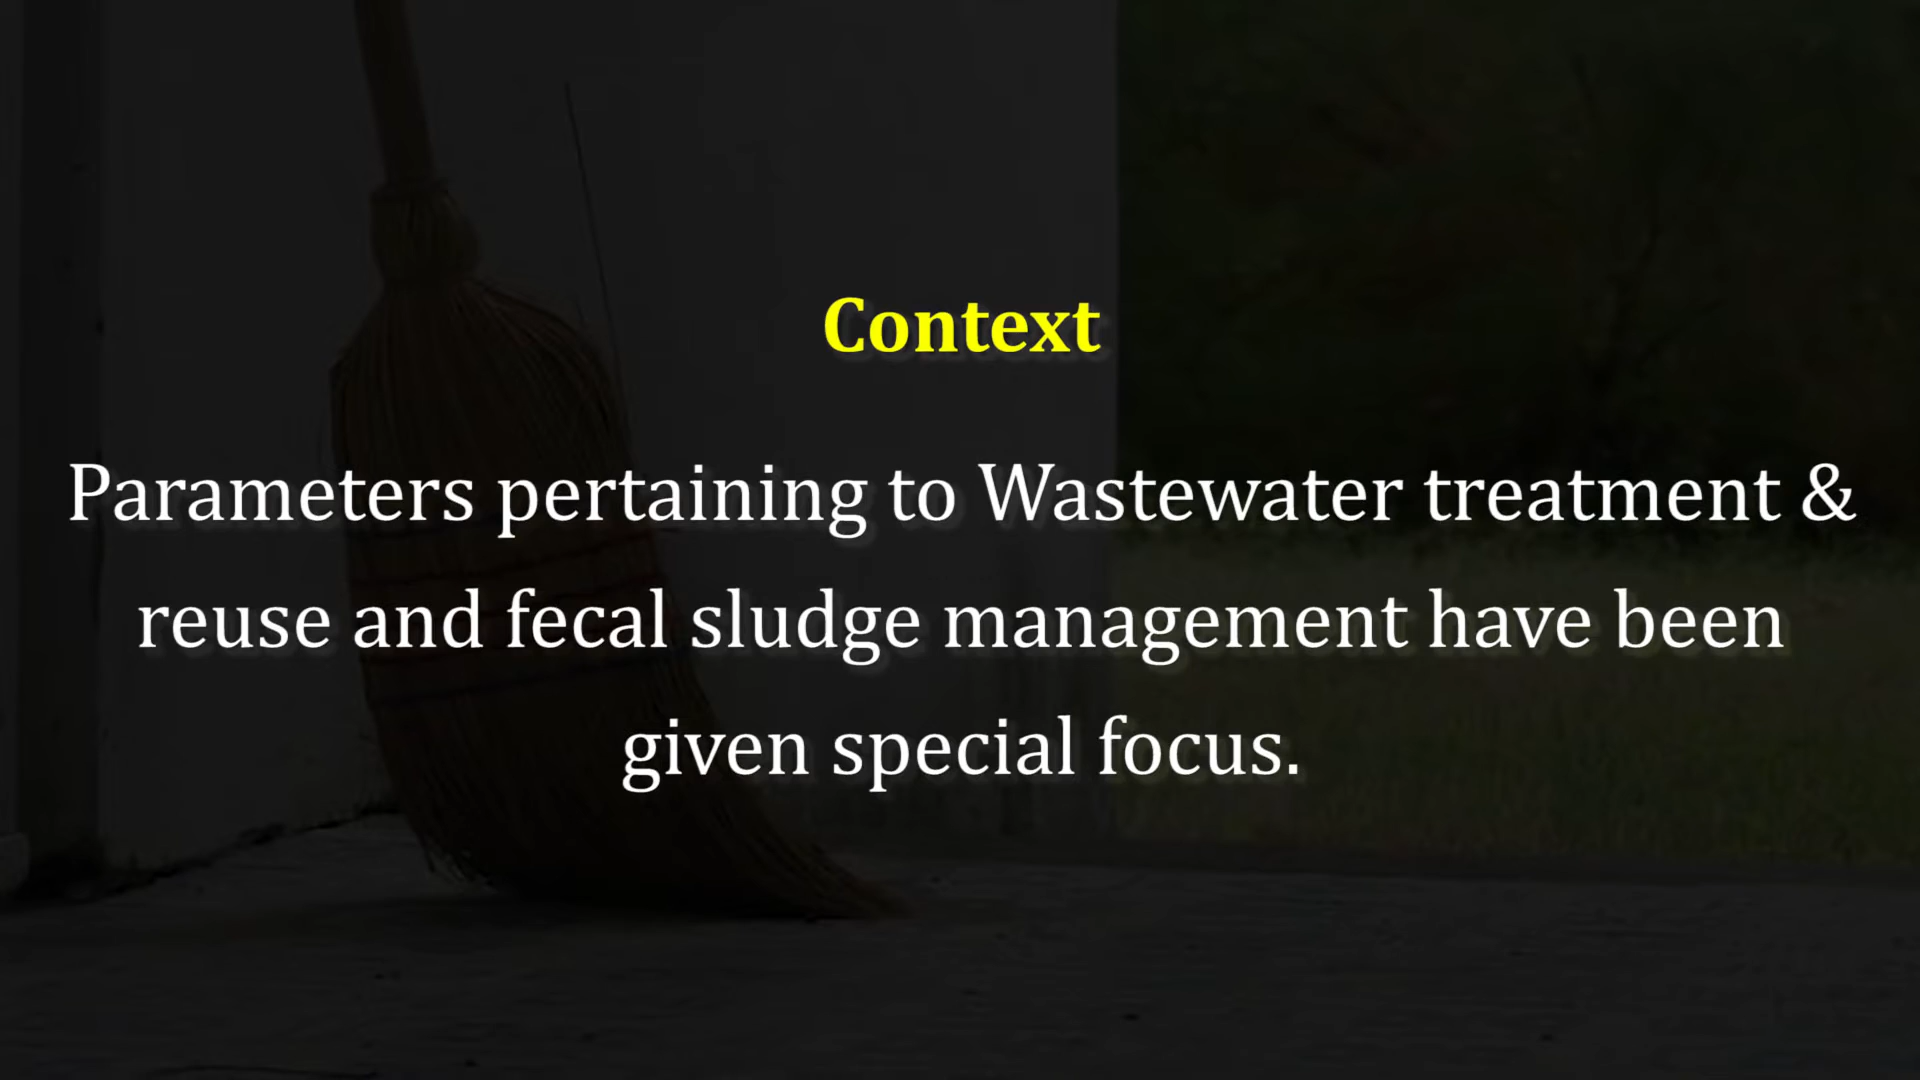 Context
Parameters pertaining to Wastewater treatment &
reuse and fecal sludge management have been
given special focus.